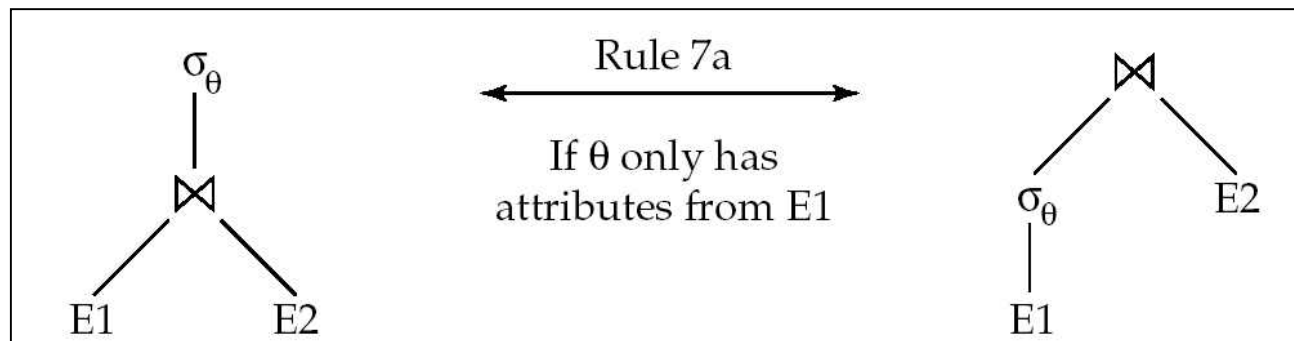 σθ
⋈
E1 E2
Rule 7a
If θ only has
attributes from E1
⋈
σθ E2
E1